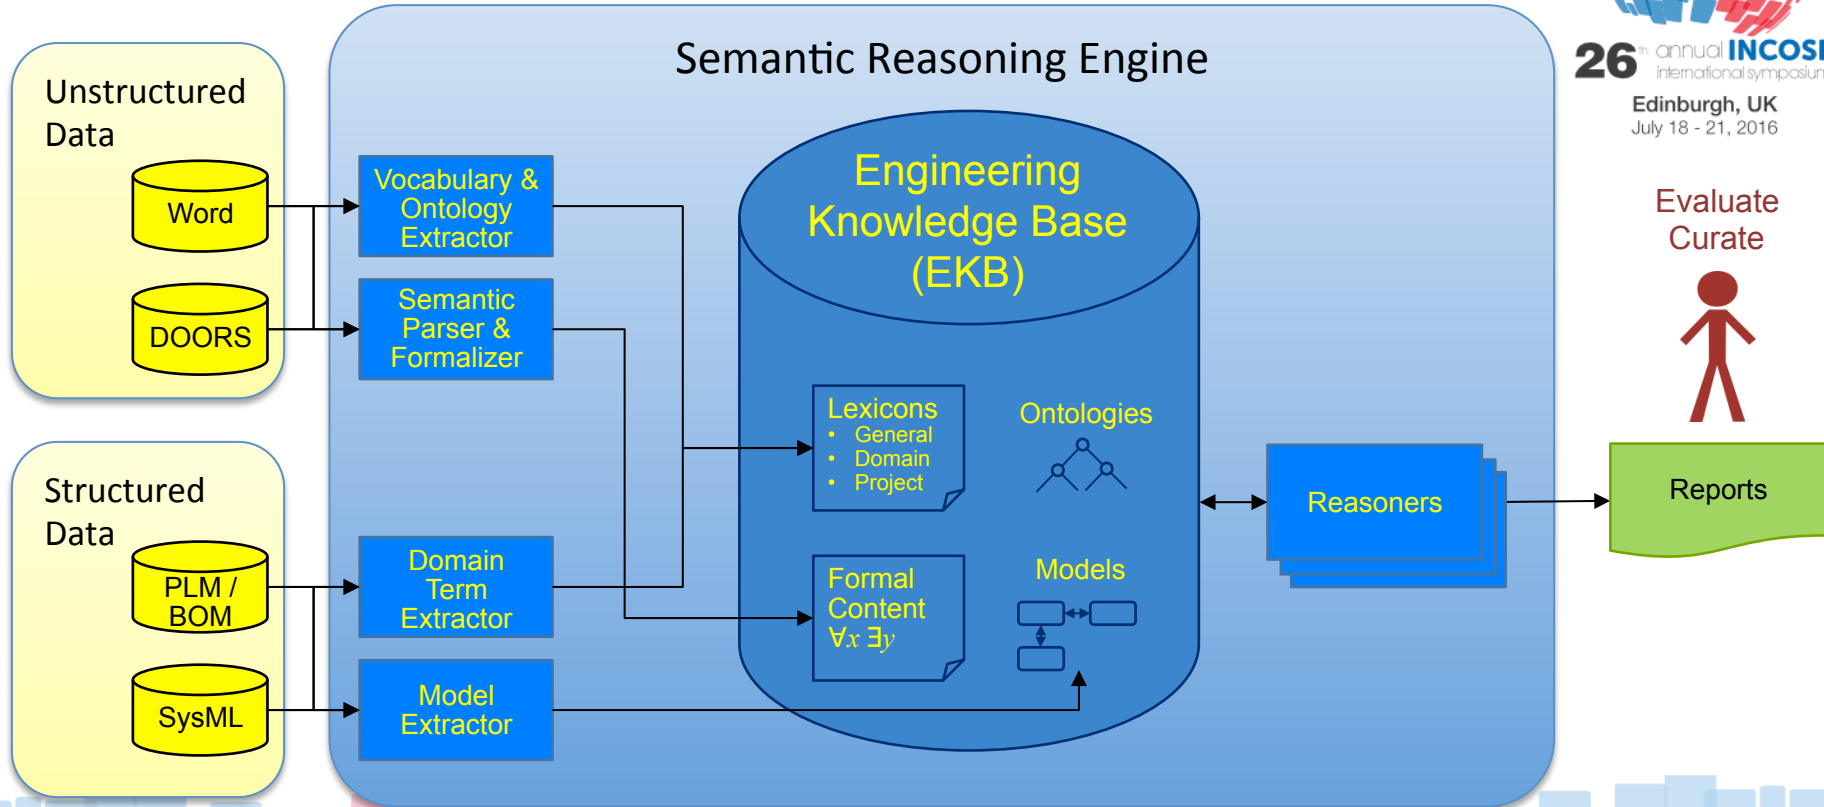 Semantic Reasoning Engine
26th annual INCOSE
international symposium
Edinburgh, UK
July 18 - 21, 2016
Unstructured
Data
Word
DOORS
Structured
Data
PLM /
BOM
SysML
Vocabulary &
Ontology
Extractor
Semantic
Parser &
Formalizer
Domain
Term
Extractor
Model
Extractor
Engineering
Knowledge Base
(EKB)
Lexicons
• General
• Domain
• Project
Ontologies
Formal
Content
∀x ∃y
Models
Reasoners
Evaluate
Curate
Reports